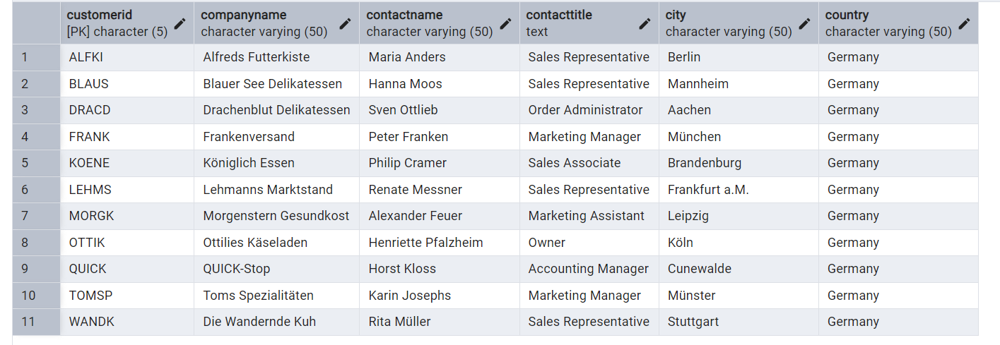 customerid companyname contactname contacttitle city country
[PK] character (5) character varying (50) character varying (50) text character varying (50) character varying (50)
1 ALFKI Alfreds Futterkiste Maria Anders Sales Representative Berlin Germany
2 BLAUS Blauer See Delikatessen Hanna Moos Sales Representative Mannheim Germany
3 DRACD Drachenblut Delikatessen Sven Ottlieb Order Administrator Aachen Germany
4 FRANK Frankenversand Peter Franken Marketing Manager München Germany
5 KOENE Königlich Essen Philip Cramer Sales Associate Brandenburg Germany
6 LEHMS Lehmanns Marktstand Renate Messner Sales Representative Frankfurt a.M. Germany
7 MORGK Morgenstern Gesundkost Alexander Feuer Marketing Assistant Leipzig Germany
8 OTTIK Ottilies Käseladen Henriette Pfalzheim Owner Köln Germany
9 QUICK QUICK-Stop Horst Kloss Accounting Manager Cunewalde Germany
10 TOMSP Toms Spezialitäten Karin Josephs Marketing Manager Münster Germany
11 WANDK Die Wandernde Kuh Rita Müller Sales Representative Stuttgart Germany